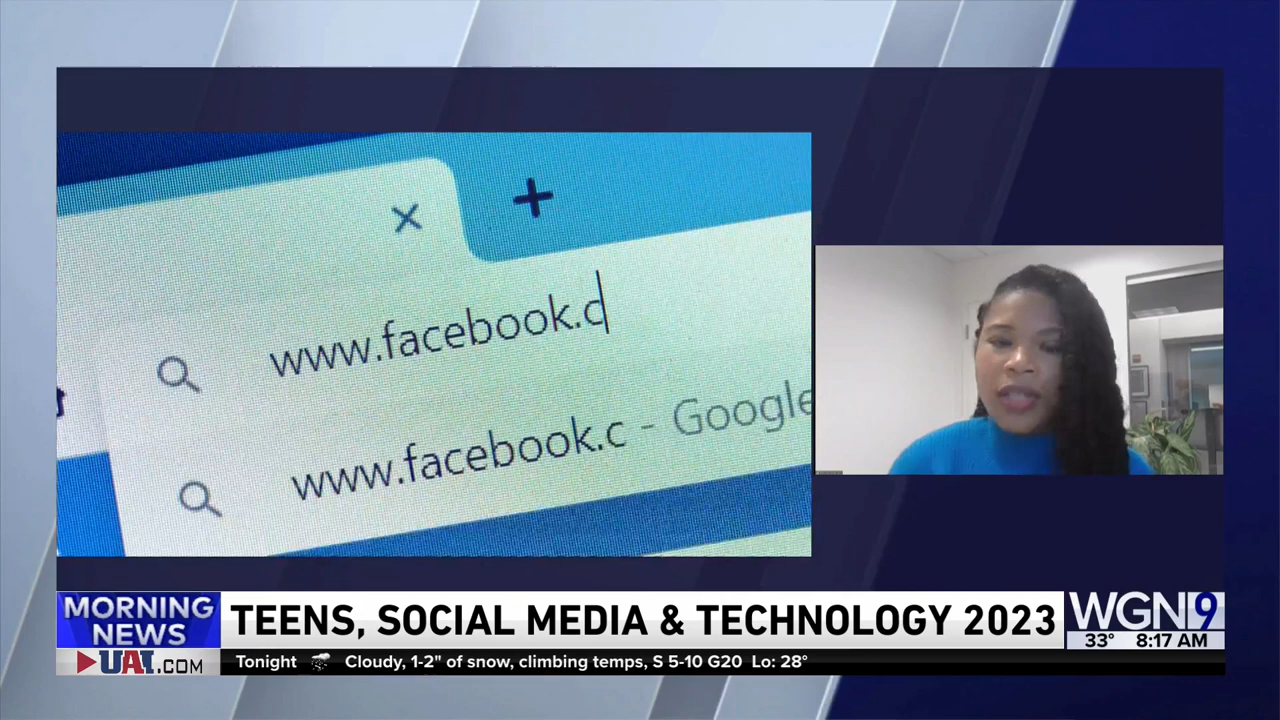 www.facebook.c
www.facebook.c - Google
MORNING
NEWS
TEENS, SOCIAL MEDIA & TECHNOLOGY 2023
WGN9
33° 8:17 AM
UAI.COM
Tonight Cloudy, 1-2" of snow, climbing temps, S 5-10 G20 Lo: 28°